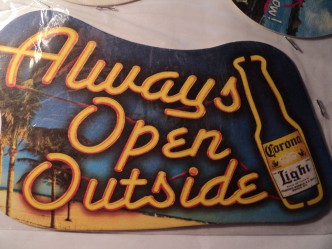 Always
Open
Outside
Corona
Light